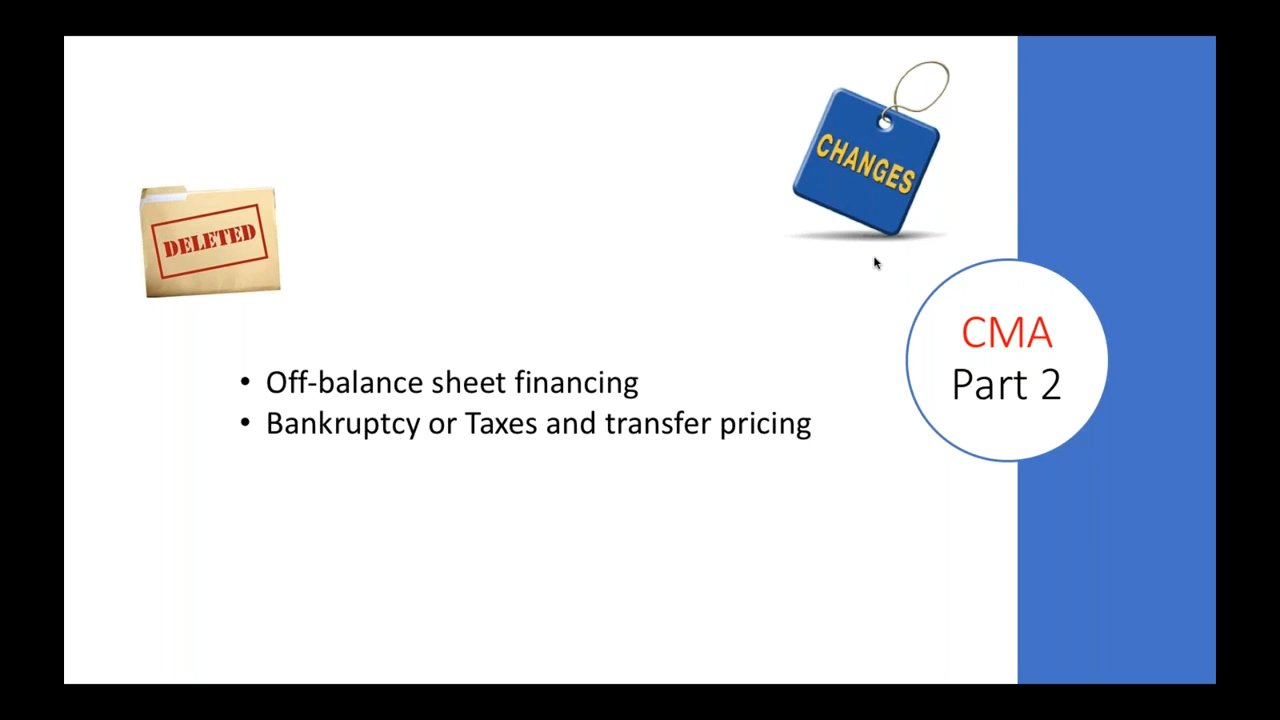 CHANGES
DELETED
CMA
Part 2
• Off-balance sheet financing
• Bankruptcy or Taxes and transfer pricing